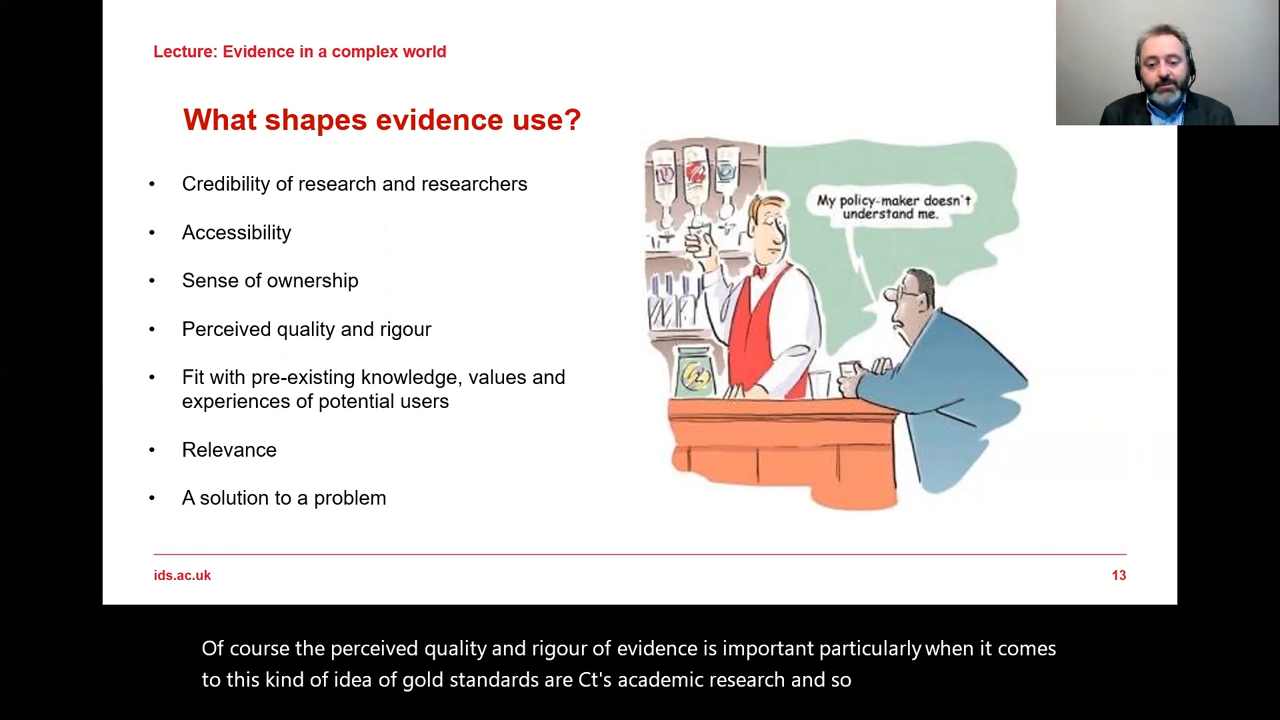 Lecture: Evidence in a complex world
What shapes evidence use?
• Credibility of research and researchers
• Accessibility
• Sense of ownership
• Perceived quality and rigour
• Fit with pre-existing knowledge, values and
experiences of potential users
• Relevance
• A solution to a problem
My policy-maker doesn't
understand me.
ids.ac.uk
13
Of course the perceived quality and rigour of evidence is important particularly when it comes
to this kind of idea of gold standards are Ct's academic research and so